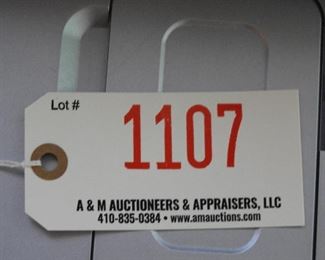 Lot #
1107
A & M AUCTIONEERS & APPRAISERS, LLC
410-835-0384 • www.amauctions.com